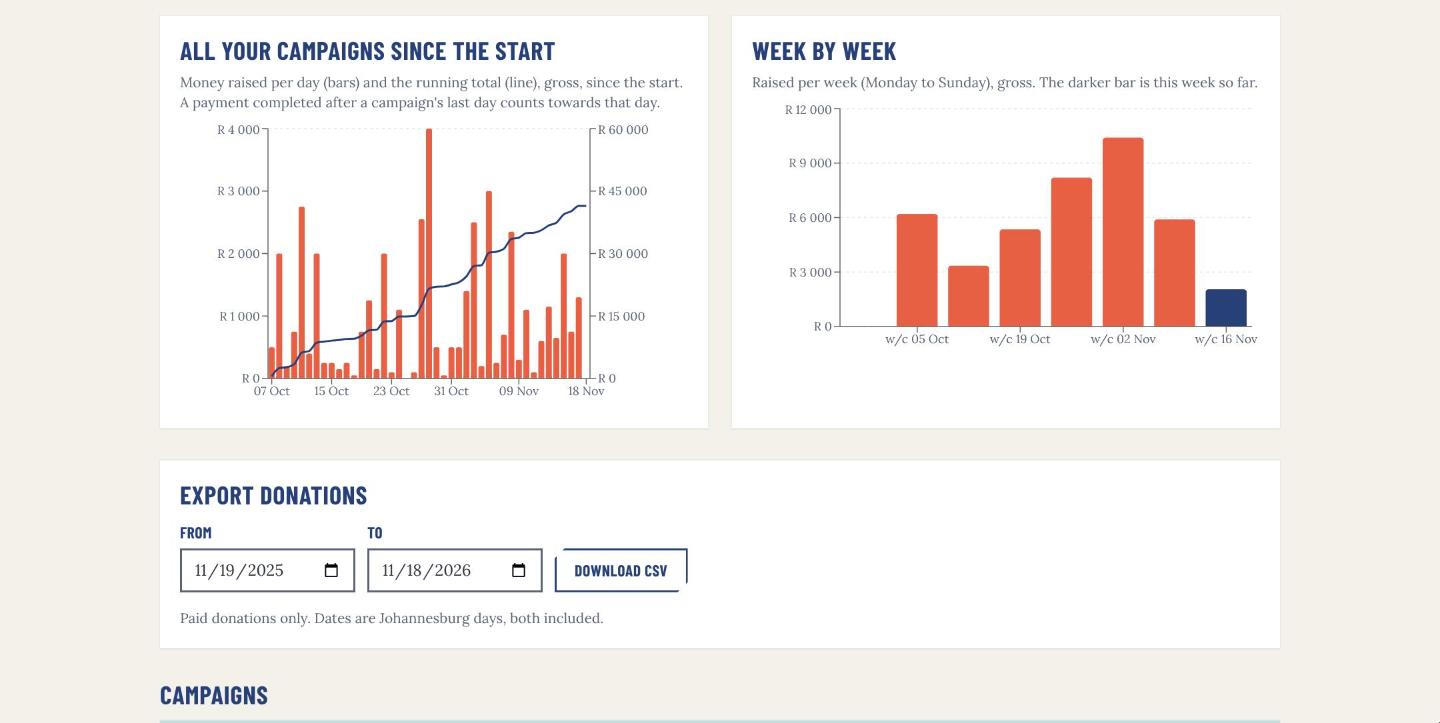 ALL YOUR CAMPAIGNS SINCE THE START
Money raised per day (bars) and the running total (line), gross, since the start.
A payment completed after a campaign's last day counts towards that day.
R 4 000
R 3 000
R 2 000
R 1 000
R 0
R 60 000
R 45 000
R 30 000
R 15 000
R 0
07 Oct 15 Oct 23 Oct 31 Oct 09 Nov 18 Nov
WEEK BY WEEK
Raised per week (Monday to Sunday), gross. The darker bar is this week so far.
R 12 000
R 9 000
R 6 000
R 3 000
R 0
w/c 05 Oct w/c 19 Oct w/c 02 Nov w/c 16 Nov
EXPORT DONATIONS
FROM TO
11/19/2025 11/18/2026 DOWNLOAD CSV
Paid donations only. Dates are Johannesburg days, both included.
CAMPAIGNS